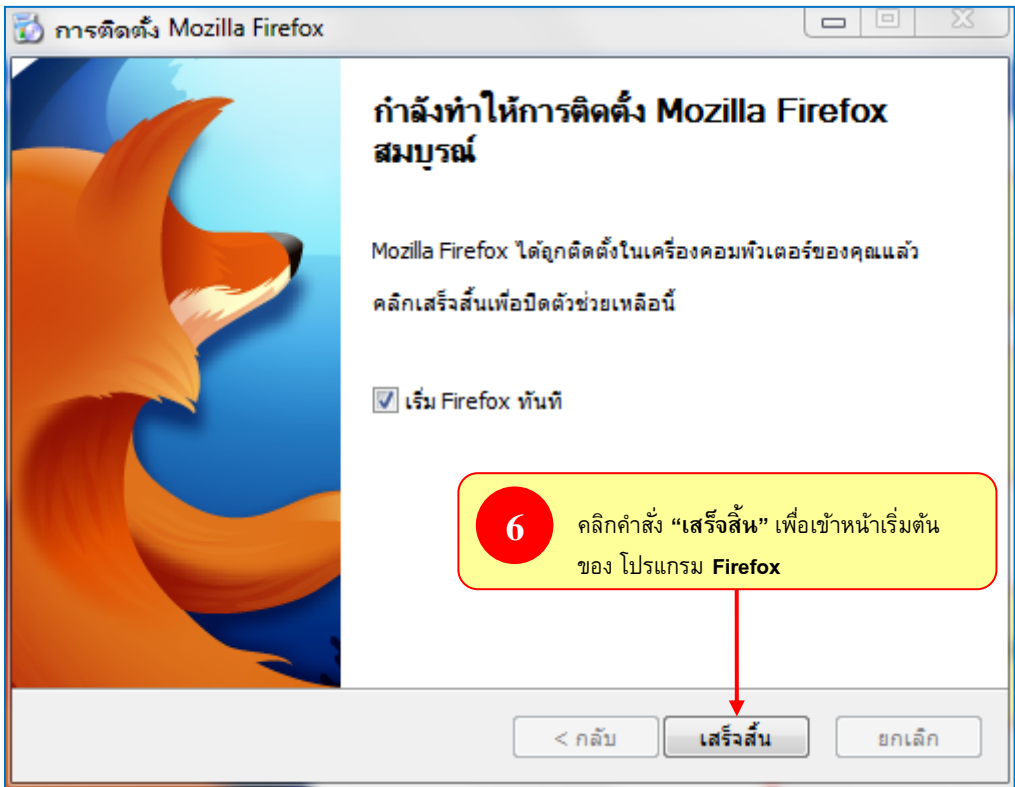 การติดตั้ง Mozilla Firefox
กำลังทำให้การติดตั้ง Mozilla Firefox
สมบูรณ์
Mozilla Firefox ได้ถูกติดตั้งในเครื่องคอมพิวเตอร์ของคุณแล้ว
คลิกเสร็จสิ้นเพื่อปิดตัวช่วยเหลือนี้
เริ่ม Firefox ทันที
6
คลิกคำสั่ง “เสร็จสิ้น” เพื่อเข้าหน้าเริ่มต้น
ของ โปรแกรม Firefox
< กลับ
เสร็จสิ้น
ยกเลิก